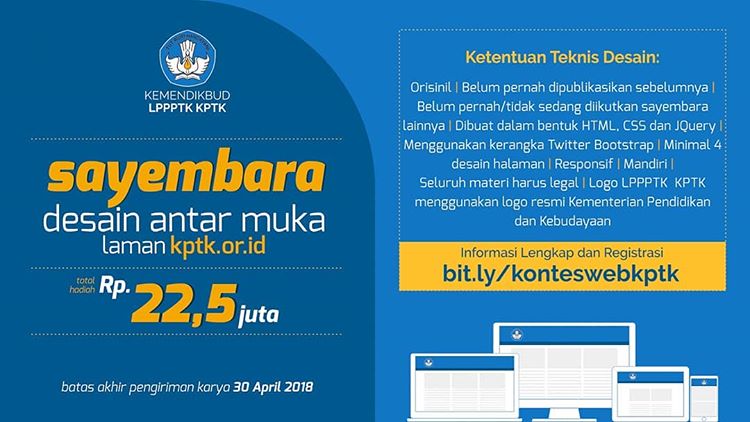 KEMENDIKBUD
LPPPTK KPTK
sayembara
desain antar muka
laman kptk.or.id
total hadiah Rp. 22,5 juta
batas akhir pengiriman karya 30 April 2018
Ketentuan Teknis Desain:
Orisinil | Belum pernah dipublikasikan sebelumnya |
Belum pernah/tidak sedang diikutkan sayembara
lainnya | Dibuat dalam bentuk HTML, CSS dan JQuery |
Menggunakan kerangka Twitter Bootstrap | Minimal 4
desain halaman | Responsif | Mandiri |
Seluruh materi harus legal | Logo LPPPTK KPTK
menggunakan logo resmi Kementerian Pendidikan
dan Kebudayaan
Informasi Lengkap dan Registrasi
bit.ly/konteswebkptk